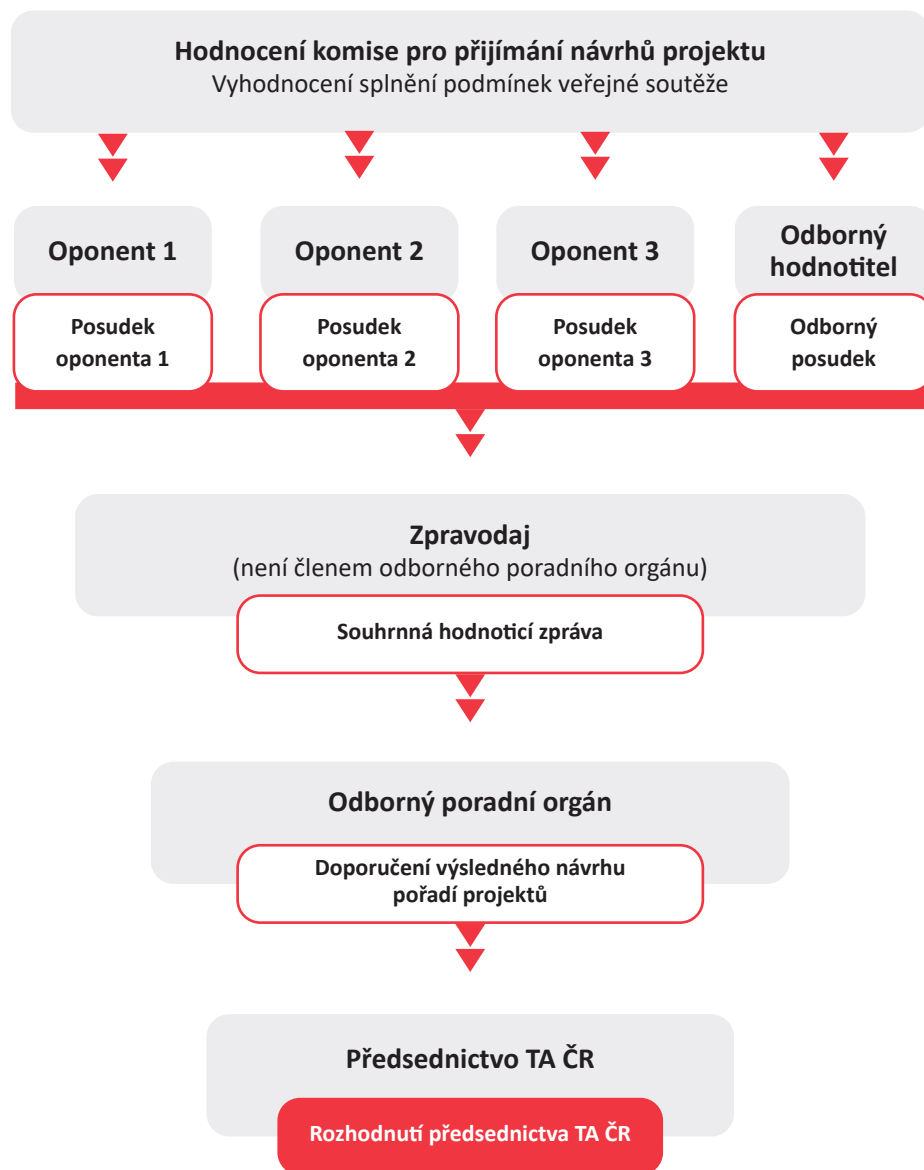 Hodnocení komise pro přijímání návrhů projektu
Vyhodnocení splnění podmínek veřejné soutěže
Oponent 1
Posudek
oponenta 1
Oponent 2
Posudek
oponenta 2
Oponent 3
Posudek
oponenta 3
Odborný
hodnotitel
Odborný
posudek
Zpravodaj
(není členem odborného poradního orgánu)
Souhrnná hodnoticí zpráva
Odborný poradní orgán
Doporučení výsledného návrhu
pořadí projektů
Předsednictvo TA ČR
Rozhodnutí předsednictva TA ČR